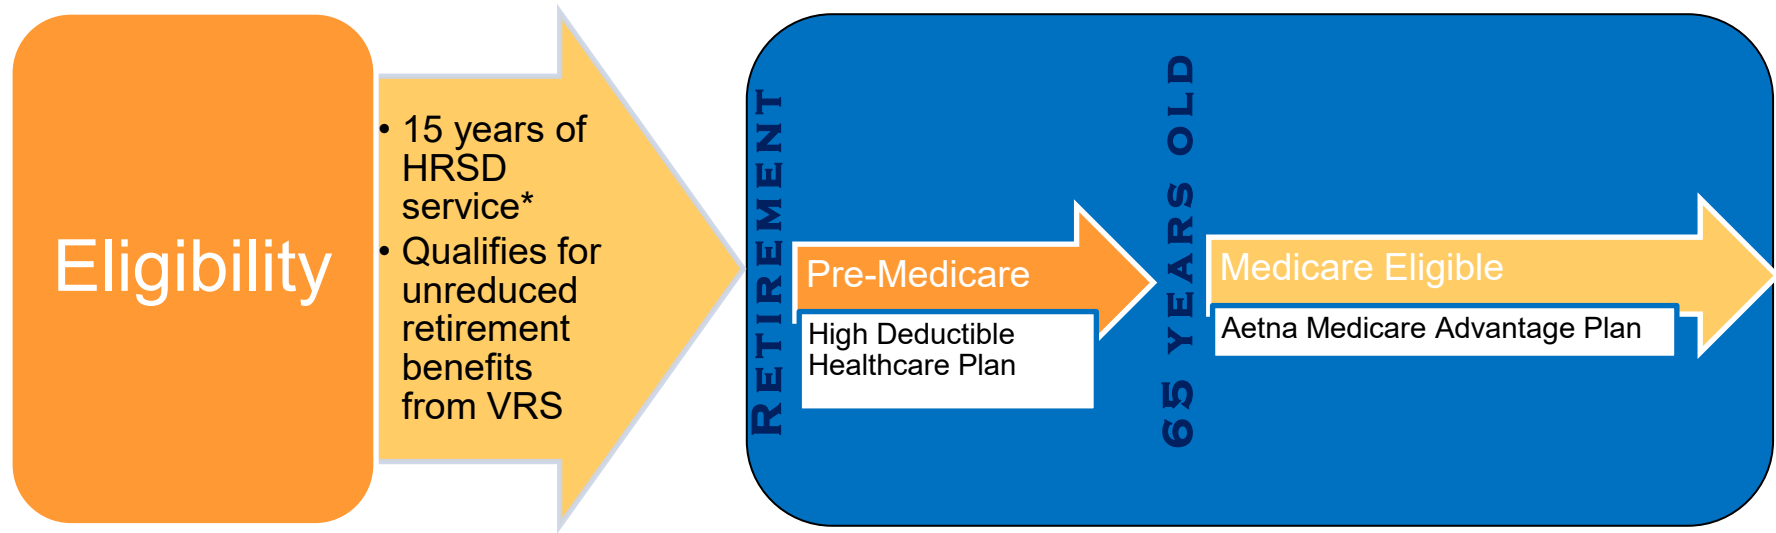 Eligibility
• 15 years of
HRSD
service*
• Qualifies for
unreduced
retirement
benefits
from VRS
RETIREMENT
Pre-Medicare
High Deductible
Healthcare Plan
65 YEARS OLD
Medicare Eligible
Aetna Medicare Advantage Plan